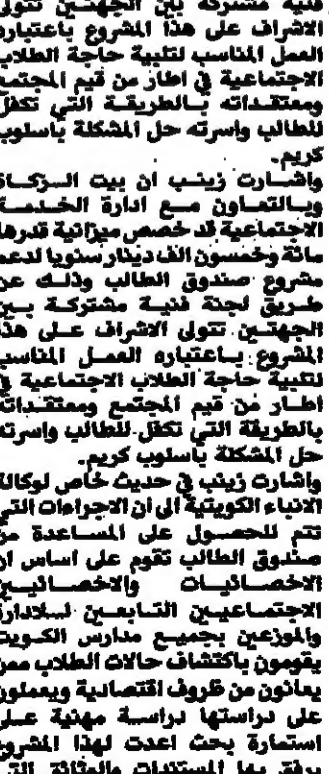 فنية مشتركة بين الجهتين تتولى
الاشراف على هذا المشروع باعتباره
العمل المناسب لتلبية حاجة الطلاب
الاجتماعية في اطار من قيم المجتمع
ومعتقداته بالطريقة التي تكفل
للطالب واسرته حل المشكلة باسلوب
كريم.
واشارت زينب ان بيت الزكاة
وبالتعاون مع ادارة الخدمة
الاجتماعية قد خصص ميزانية قدرها
مائة وخمسون الف دينار سنويا لدعم
مشروع صندوق الطالب وذلك عن
طريق لجنة فنية مشتركة بين
الجهتين تتولى الاشراف على هذا
المشروع باعتباره العمل المناسب
لتلبية حاجة الطلاب الاجتماعية في
اطار من قيم المجتمع ومعتقداته
بالطريقة التي تكفل للطالب واسرته
حل المشكلة باسلوب كريم.
واشارت زينب في حديث خاص لوكالة
الانباء الكويتية الى ان الاجراءات التي
تتم للحصول على المساعدة من
صندوق الطالب تقوم على اساس ان
الاخصائيات والاخصائيين
الاجتماعيين التابعين للادارة
والموزعين بجميع مدارس الكويت
يقومون باكتشاف حالات الطلاب ممن
يعانون من ظروف اقتصادية ويعملون
على دراستها دراسة مهنية على
استمارة بحث اعدت لهذا المشروع
يرفق بها المستندات والوثائق التي